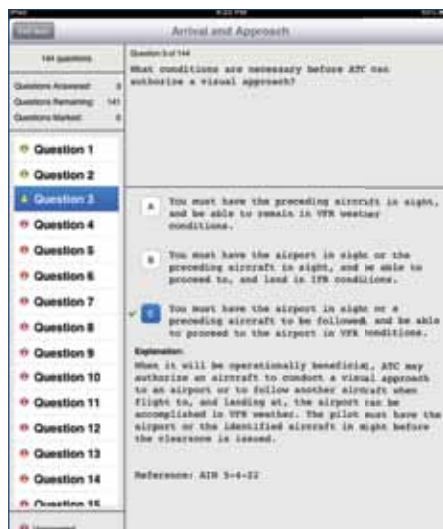 Arrival and Approach
144 questions
Question 3 of 144
What conditions are necessary before ATC can
authorize a visual approach?
Questions Answered: 3
Questions Remaining: 141
Questions Marked: 0
Question 1
Question 2
Question 3
Question 4
Question 5
Question 6
Question 7
Question 8
Question 9
Question 10
Question 11
Question 12
Question 13
Question 14
Question 15
A
You must have the preceding aircraft in sight,
and be able to remain in VFR weather
conditions.
B
You must have the airport in sight or the
preceding aircraft in sight, and be able to
proceed to, and land in IFR conditions.
C
You must have the airport in sight or a
preceding aircraft to be followed, and be able
to proceed to the airport in VFR conditions.
Explanation:
When it will be operationally beneficial, ATC may
authorize an aircraft to conduct a visual approach
to an airport or to follow another aircraft when
flight to, and landing at, the airport can be
accomplished in VFR weather. The pilot must have the
airport or the identified aircraft in sight before
the clearance is issued.
Reference: AIM 5-4-22